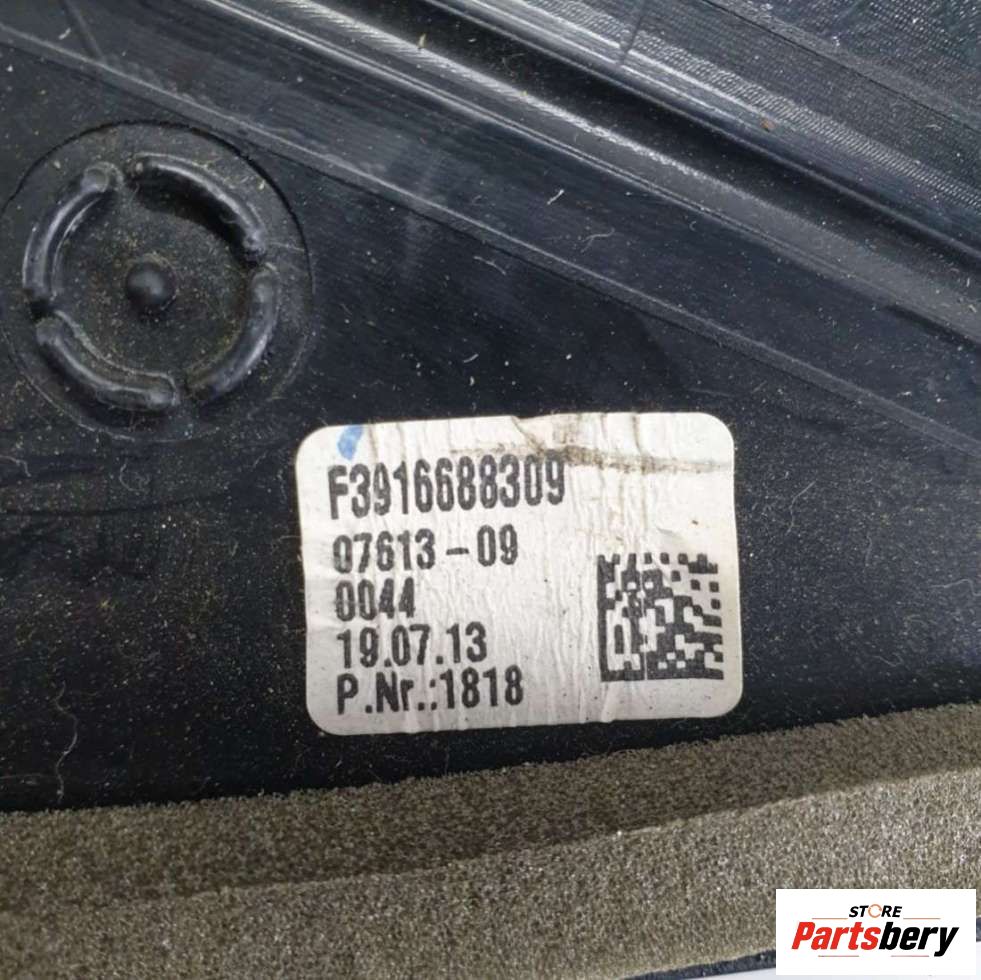 F3916688309
07613-09
0044
19.07.13
P.Nr.:1818
STORE
Partsbery